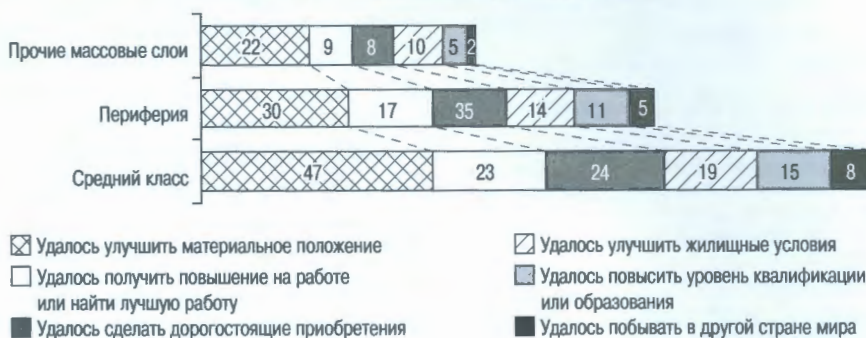 Прочие массовые слои 22 9 8 10 5 2
Периферия 30 17 35 14 11 5
Средний класс 47 23 24 19 15 8
Удалось улучшить материальное положение
Удалось получить повышение на работе
или найти лучшую работу
Удалось сделать дорогостоящие приобретения
Удалось улучшить жилищные условия
Удалось повысить уровень квалификации
или образования
Удалось побывать в другой стране мира